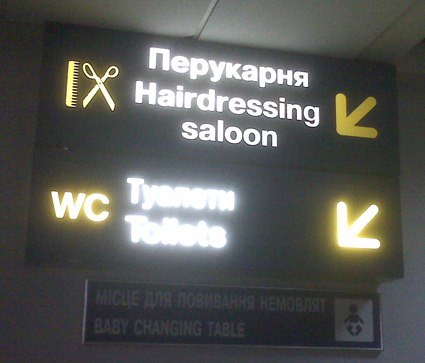 Перукарня
Hairdressing
saloon
WC
Туалети
Toilets
МІСЦЕ ДЛЯ ПОВИВАННЯ НЕМОВЛЯТ
BABY CHANGING TABLE